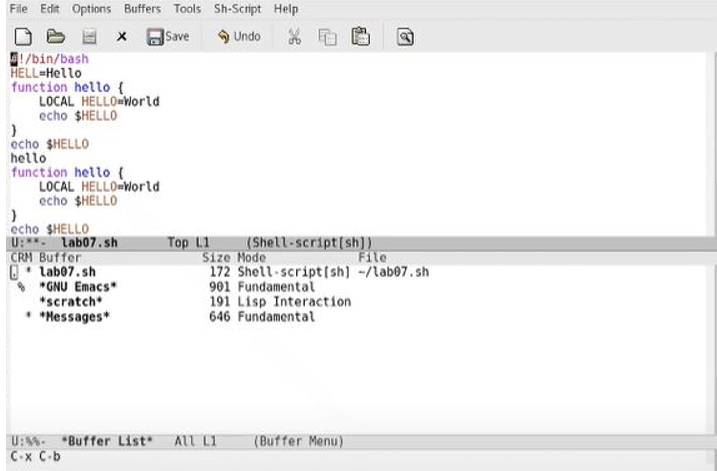 File Edit Options Buffers Tools Sh-Script Help
Save Undo
#!/bin/bash
HELL=Hello
function hello {
    LOCAL HELLO=World
    echo $HELLO
}
echo $HELLO
hello
function hello {
    LOCAL HELLO=World
    echo $HELLO
}
echo $HELLO
U:**-  lab07.sh       Top L1     (Shell-script[sh])
CRM Buffer                Size Mode             File
. * lab07.sh               172 Shell-script[sh] ~/lab07.sh
 %  *GNU Emacs*            901 Fundamental
    *scratch*              191 Lisp Interaction
  * *Messages*             646 Fundamental
U:%%-  *Buffer List*   All L1     (Buffer Menu)
C-x C-b